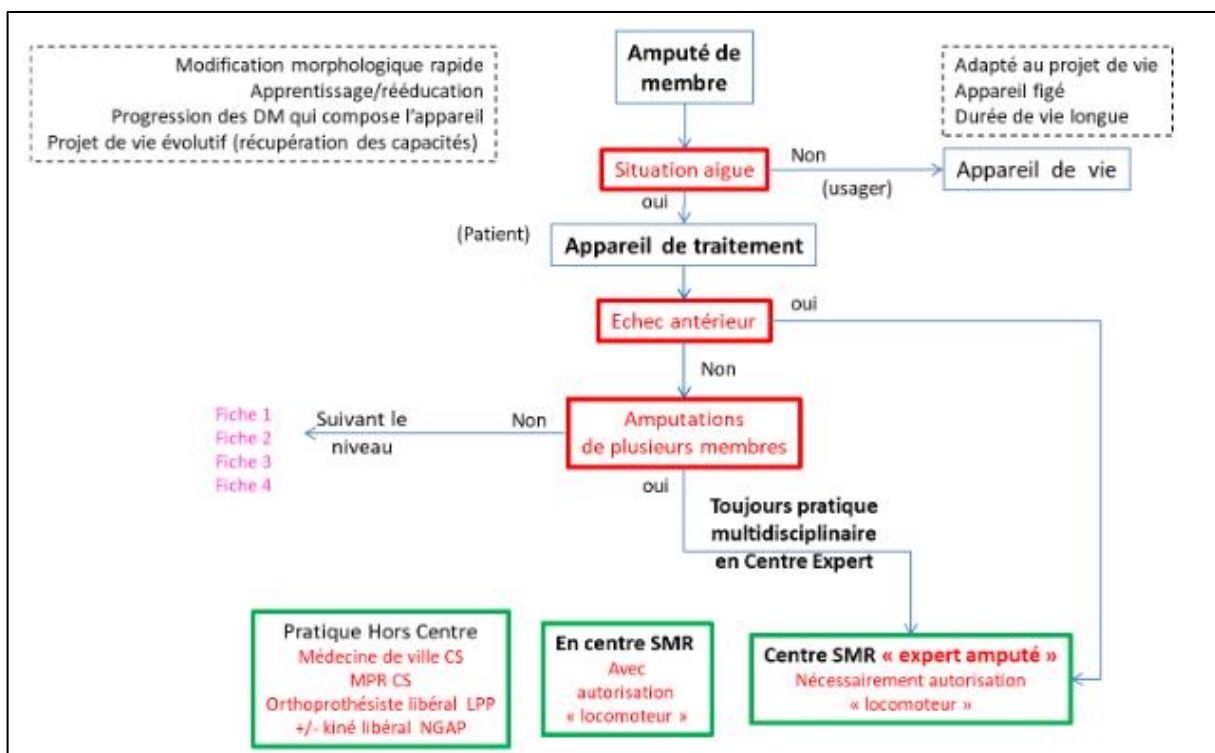 Modification morphologique rapide
Apprentissage/rééducation
Progression des DM qui compose l'appareil
Projet de vie évolutif (récupération des capacités)
Amputé de
membre
Adapté au projet de vie
Appareil figé
Durée de vie longue
Situation aigue
Non
(usager)
Appareil de vie
oui
(Patient)
Appareil de traitement
Echec antérieur
oui
Non
Fiche 1
Fiche 2
Fiche 3
Fiche 4
Suivant le
niveau
Non
Amputations
de plusieurs membres
oui
Toujours pratique
multidisciplinaire
en Centre Expert
Pratique Hors Centre
Médecine de ville CS
MPR CS
Orthoprothésiste libéral LPP
+/- kiné libéral NGAP
En centre SMR
Avec
autorisation
« locomoteur »
Centre SMR « expert amputé »
Nécessairement autorisation
« locomoteur »